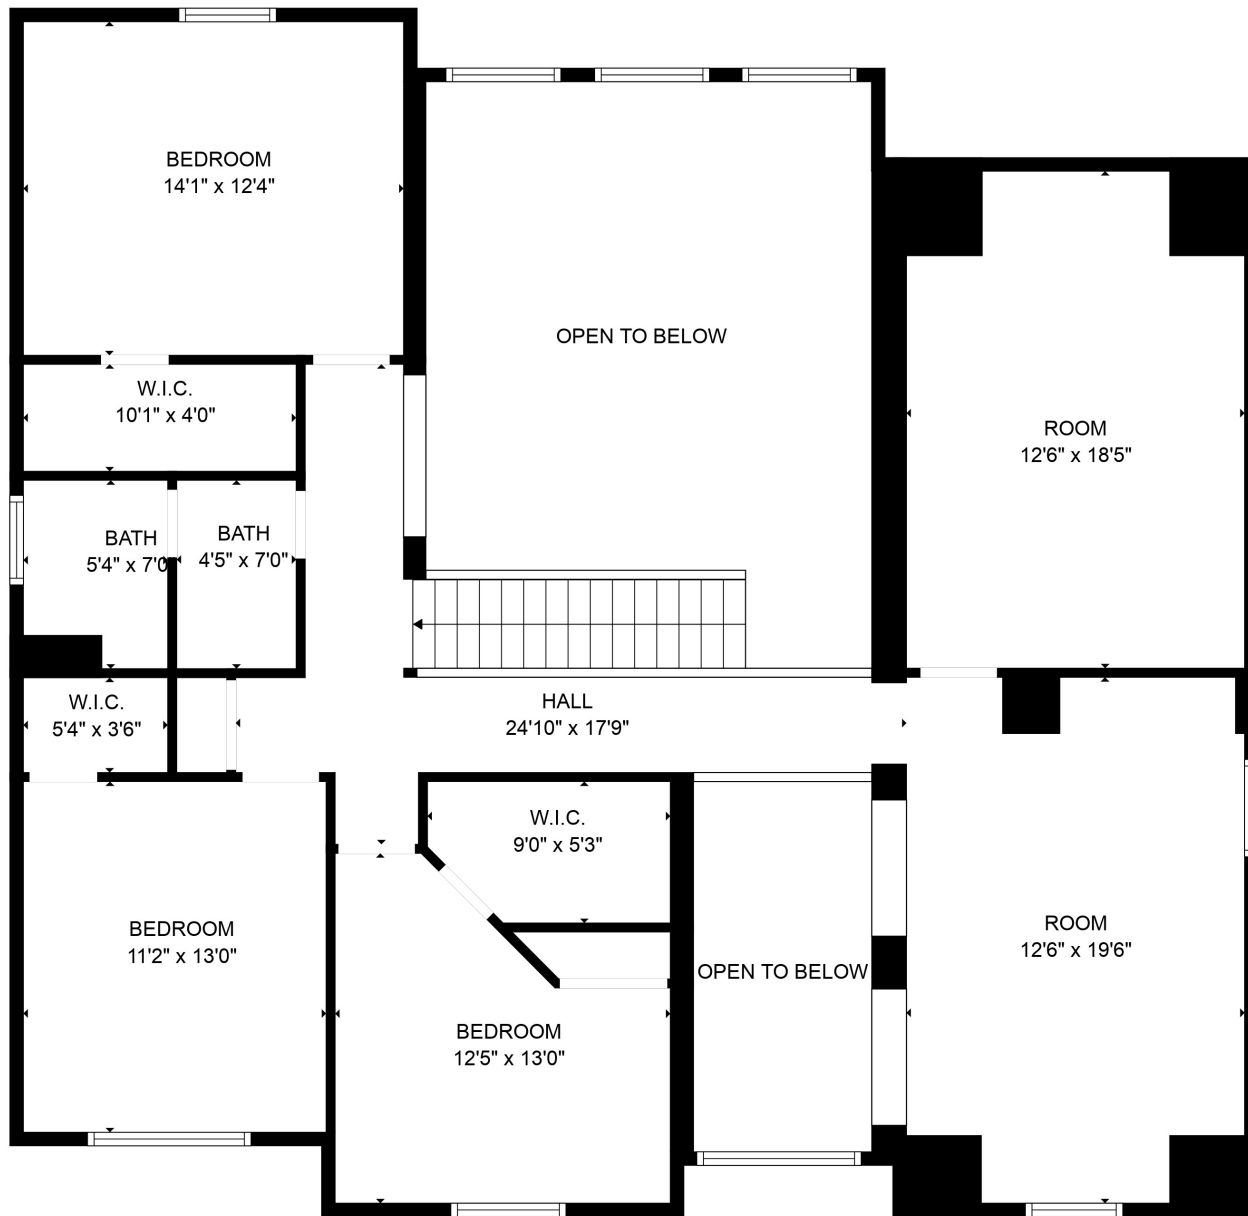 BEDROOM
14'1" x 12'4"
OPEN TO BELOW
W.I.C.
10'1" x 4'0"
ROOM
12'6" x 18'5"
BATH
5'4" x 7'0"
BATH
4'5" x 7'0"
W.I.C.
5'4" x 3'6"
HALL
24'10" x 17'9"
W.I.C.
9'0" x 5'3"
BEDROOM
11'2" x 13'0"
ROOM
12'6" x 19'6"
OPEN TO BELOW
BEDROOM
12'5" x 13'0"